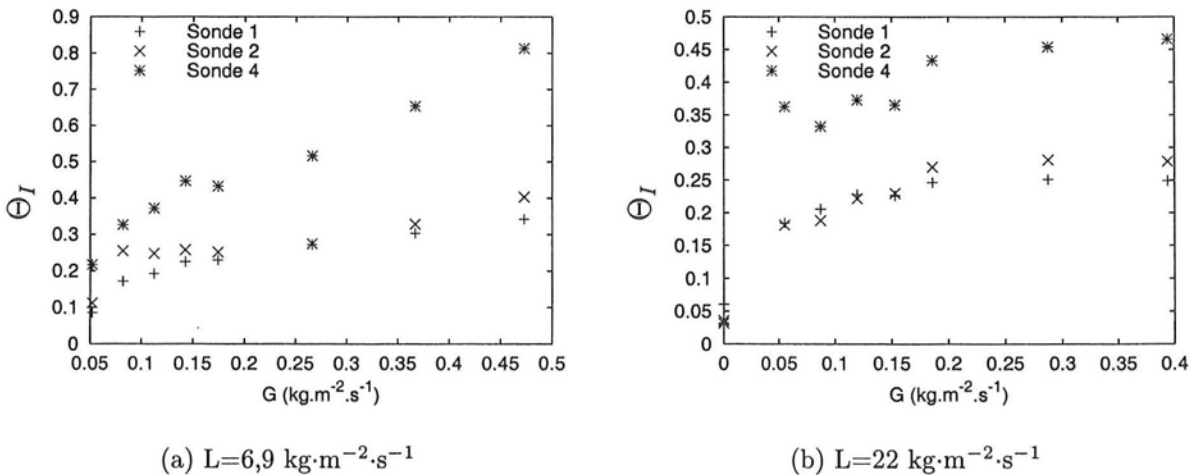 0.9
0.8
0.7
0.6
0.5
0.4
0.3
0.2
0.1
0
Θ_I
Sonde 1
Sonde 2
Sonde 4
0.05 0.1 0.15 0.2 0.25 0.3 0.35 0.4 0.45 0.5
G (kg.m⁻².s⁻¹)
(a) L=6,9 kg·m⁻²·s⁻¹
0.5
0.45
0.4
0.35
0.3
0.25
0.2
0.15
0.1
0.05
0
Θ_I
Sonde 1
Sonde 2
Sonde 4
0 0.05 0.1 0.15 0.2 0.25 0.3 0.35 0.4
G (kg.m⁻².s⁻¹)
(b) L=22 kg·m⁻²·s⁻¹